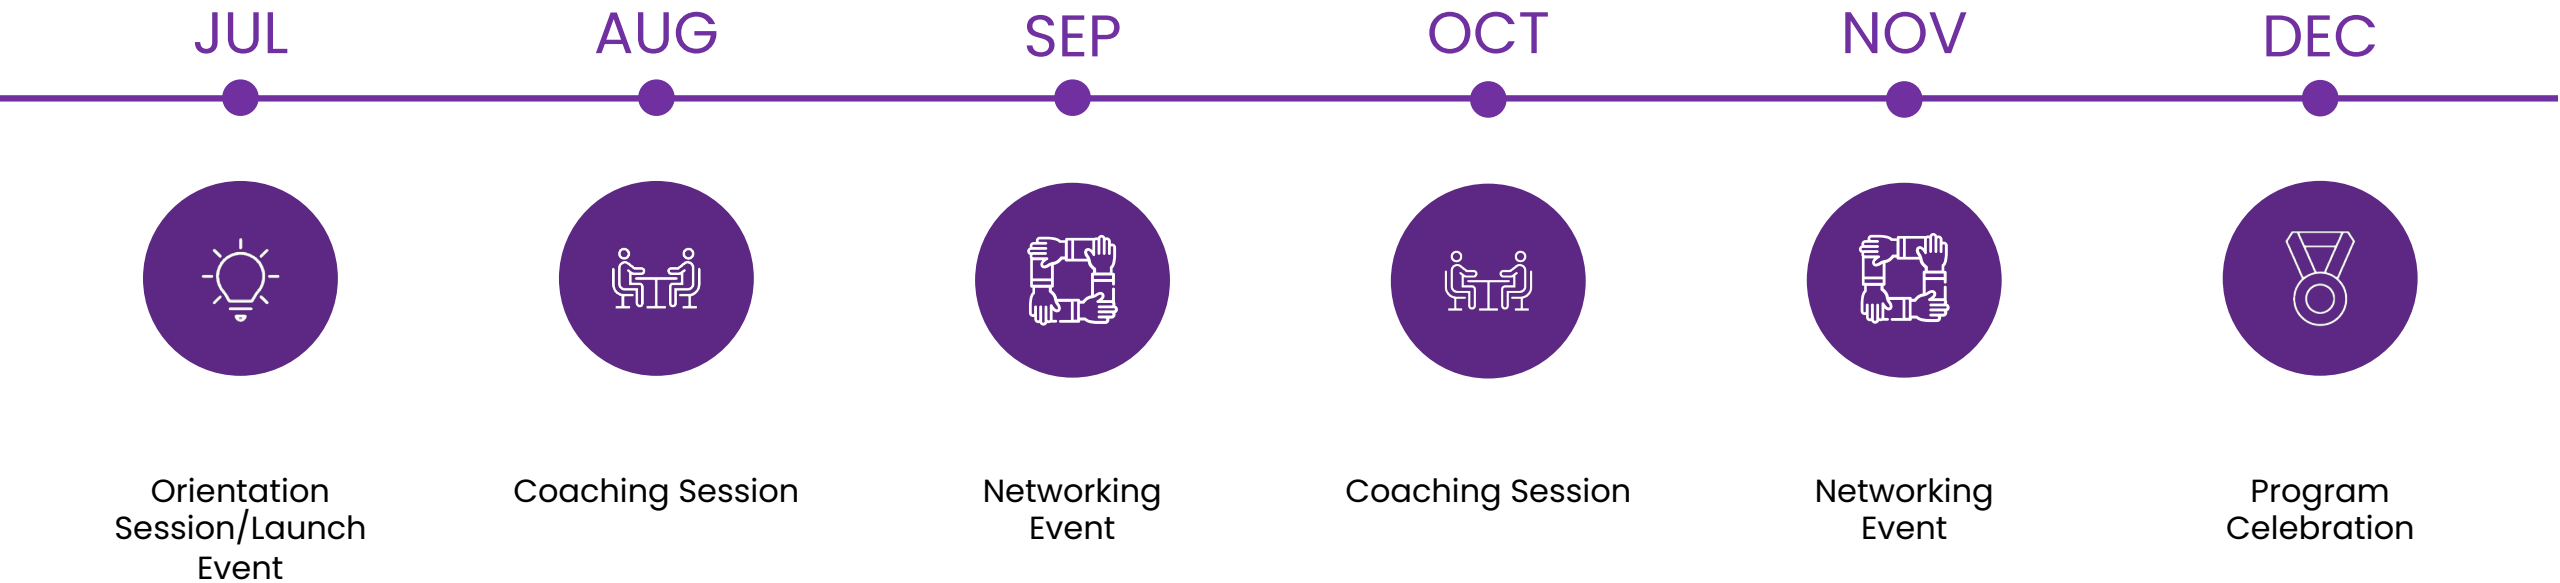 JUL
AUG
SEP
OCT
NOV
DEC
Orientation
Session/Launch
Event
Coaching Session
Networking
Event
Coaching Session
Networking
Event
Program
Celebration